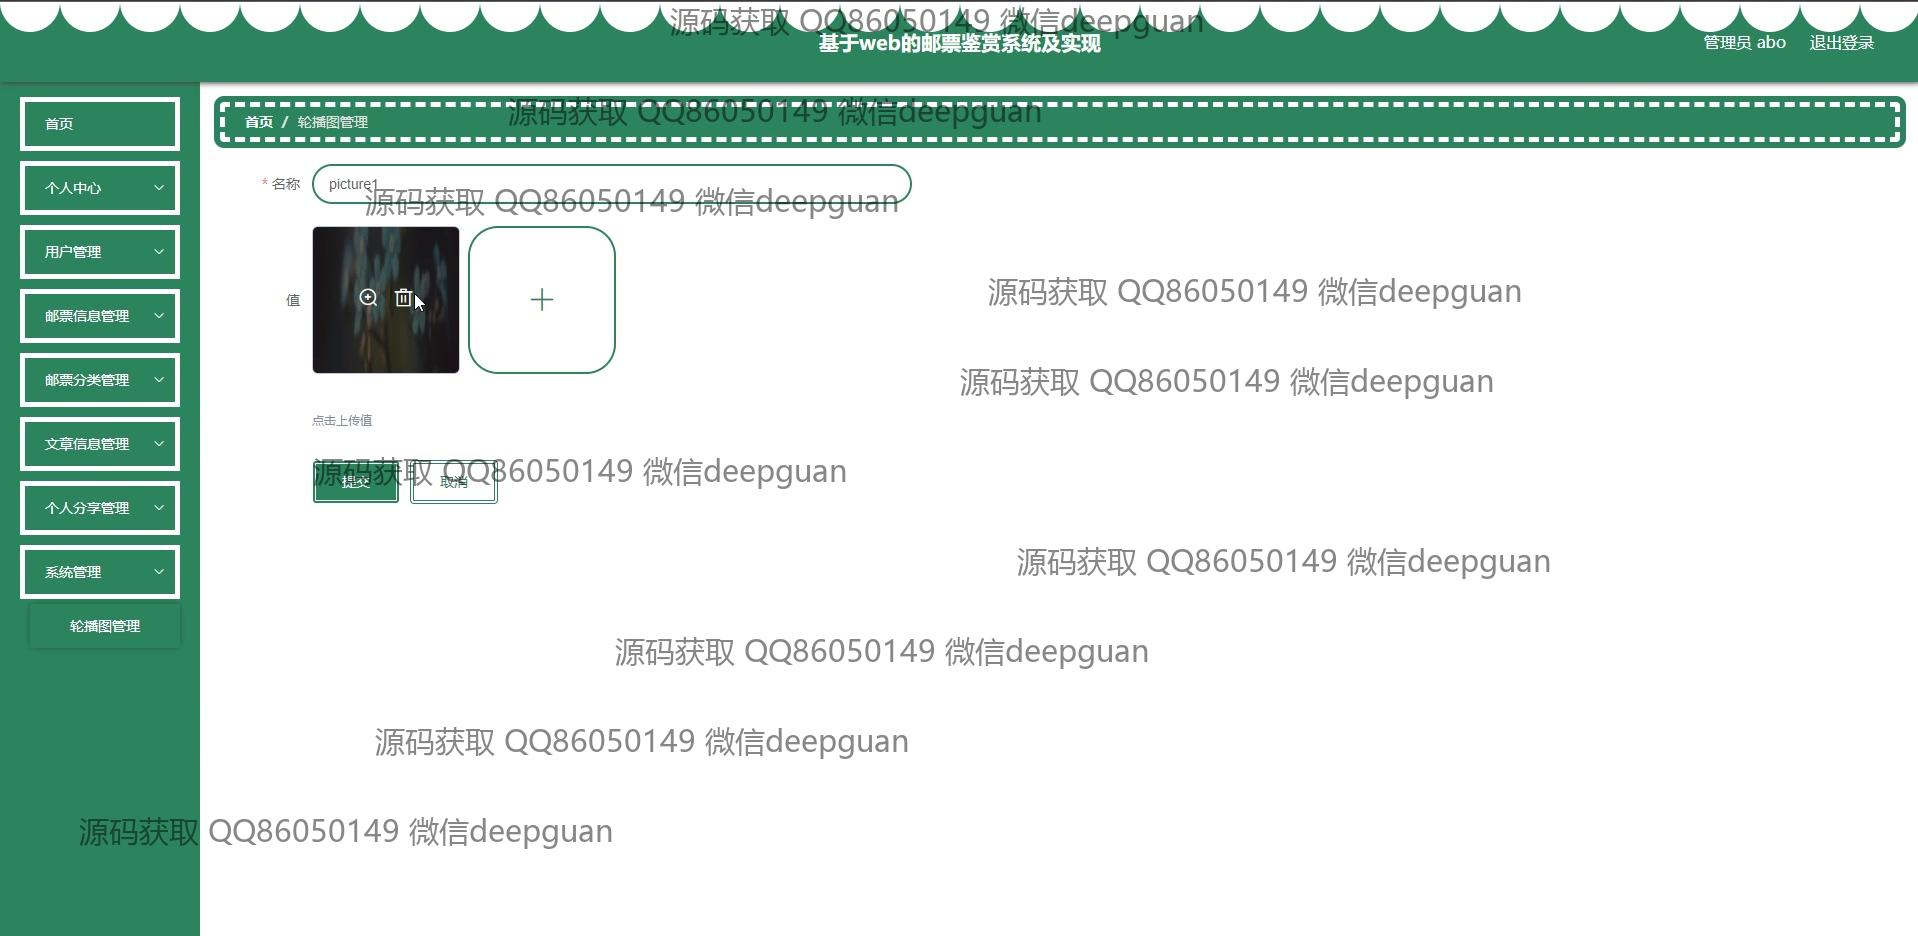 源码获取 QQ86050149 微信deepguan
基于web的邮票鉴赏系统及实现
管理员 abo 退出登录
首页
个人中心
用户管理
邮票信息管理
邮票分类管理
文章信息管理
个人分享管理
系统管理
轮播图管理
首页 / 轮播图管理
源码获取 QQ86050149 微信deepguan
* 名称 picture1
源码获取 QQ86050149 微信deepguan
值
源码获取 QQ86050149 微信deepguan
源码获取 QQ86050149 微信deepguan
点击上传值
提交 取消
源码获取 QQ86050149 微信deepguan
源码获取 QQ86050149 微信deepguan
源码获取 QQ86050149 微信deepguan
源码获取 QQ86050149 微信deepguan
源码获取 QQ86050149 微信deepguan